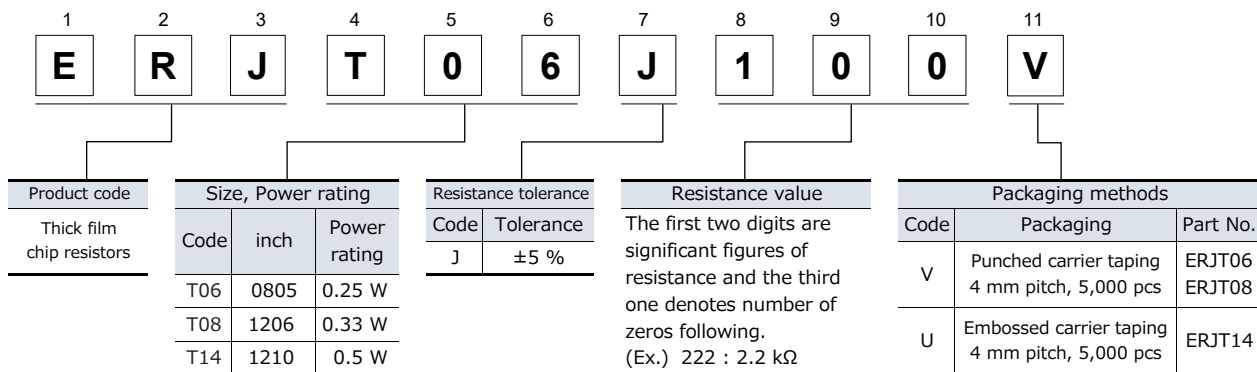 1 2 3 4 5 6 7 8 9 10 11
E R J T 0 6 J 1 0 0 V
Product code
Thick film
chip resistors
Size, Power rating
Code inch Power
rating
T06 0805 0.25 W
T08 1206 0.33 W
T14 1210 0.5 W
Resistance tolerance
Code Tolerance
J ±5 %
Resistance value
The first two digits are
significant figures of
resistance and the third
one denotes number of
zeros following.
(Ex.) 222 : 2.2 kΩ
Packaging methods
Code Packaging Part No.
V Punched carrier taping ERJT06
4 mm pitch, 5,000 pcs ERJT08
U Embossed carrier taping ERJT14
4 mm pitch, 5,000 pcs